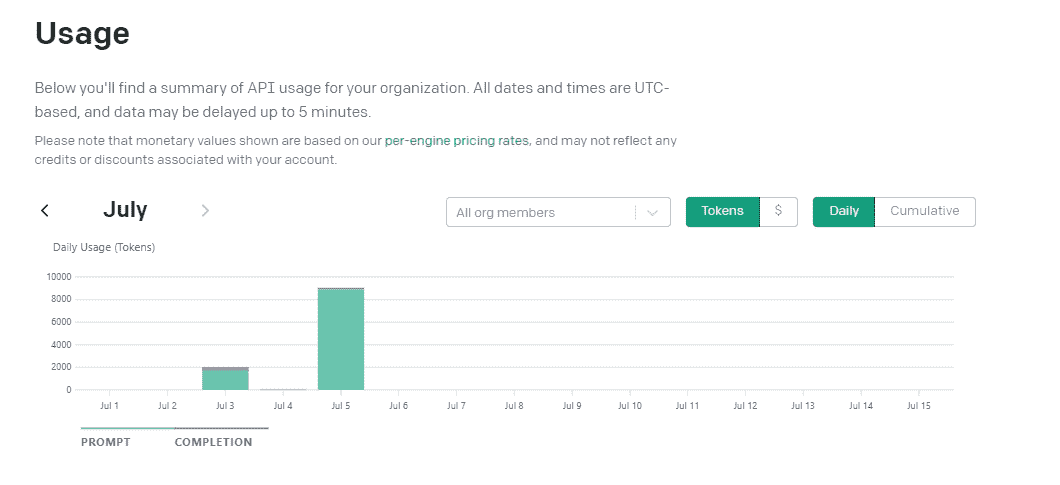 Usage
Below you'll find a summary of API usage for your organization. All dates and times are UTC-
based, and data may be delayed up to 5 minutes.
Please note that monetary values shown are based on our per-engine pricing rates, and may not reflect any
credits or discounts associated with your account.
July
All org members
Tokens
$
Daily
Cumulative
Daily Usage (Tokens)
10000
8000
6000
4000
2000
0
Jul 1 Jul 2 Jul 3 Jul 4 Jul 5 Jul 6 Jul 7 Jul 8 Jul 9 Jul 10 Jul 11 Jul 12 Jul 13 Jul 14 Jul 15
PROMPT COMPLETION